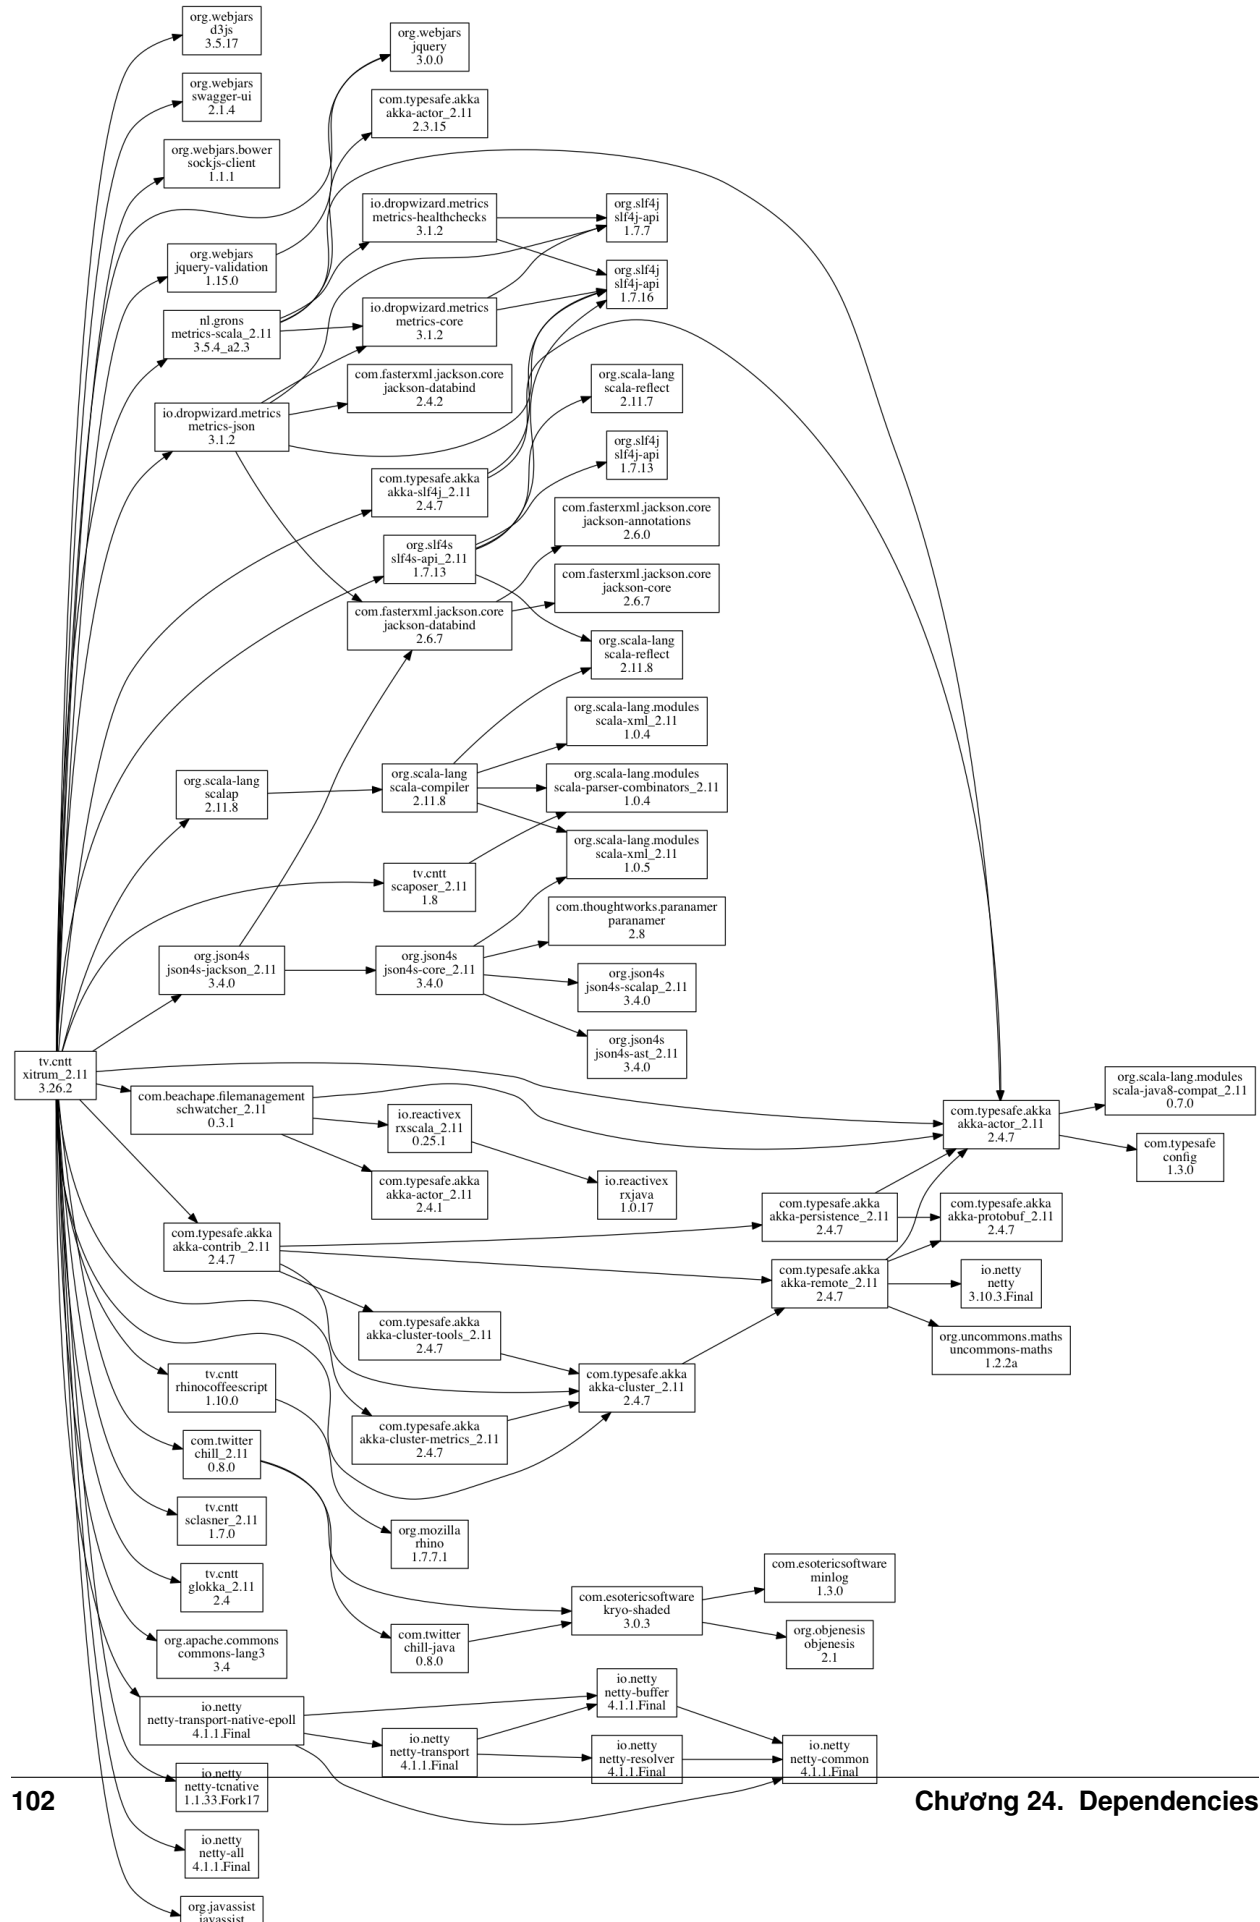 org.webjars
d3js
3.5.17
org.webjars
jquery
3.0.0
org.webjars
swagger-ui
2.1.4
com.typesafe.akka
akka-actor_2.11
2.3.15
org.webjars.bower
sockjs-client
1.1.1
io.dropwizard.metrics
metrics-healthchecks
3.1.2
org.slf4j
slf4j-api
1.7.7
org.webjars
jquery-validation
1.15.0
org.slf4j
slf4j-api
1.7.16
nl.grons
metrics-scala_2.11
3.5.4_a2.3
io.dropwizard.metrics
metrics-core
3.1.2
com.fasterxml.jackson.core
jackson-databind
2.4.2
org.scala-lang
scala-reflect
2.11.7
io.dropwizard.metrics
metrics-json
3.1.2
org.slf4j
slf4j-api
1.7.13
com.typesafe.akka
akka-slf4j_2.11
2.4.7
com.fasterxml.jackson.core
jackson-annotations
2.6.0
org.slf4s
slf4s-api_2.11
1.7.13
com.fasterxml.jackson.core
jackson-core
2.6.7
com.fasterxml.jackson.core
jackson-databind
2.6.7
org.scala-lang
scala-reflect
2.11.8
org.scala-lang.modules
scala-xml_2.11
1.0.4
org.scala-lang
scalap
2.11.8
org.scala-lang
scala-compiler
2.11.8
org.scala-lang.modules
scala-parser-combinators_2.11
1.0.4
org.scala-lang.modules
scala-xml_2.11
1.0.5
tv.cntt
scaposer_2.11
1.8
com.thoughtworks.paranamer
paranamer
2.8
org.json4s
json4s-jackson_2.11
3.4.0
org.json4s
json4s-core_2.11
3.4.0
org.json4s
json4s-scalap_2.11
3.4.0
org.json4s
json4s-ast_2.11
3.4.0
tv.cntt
xitrum_2.11
3.26.2
com.beachape.filemanagement
schwatcher_2.11
0.3.1
io.reactivex
rxscala_2.11
0.25.1
com.typesafe.akka
akka-actor_2.11
2.4.7
org.scala-lang.modules
scala-java8-compat_2.11
0.7.0
com.typesafe
config
1.3.0
com.typesafe.akka
akka-actor_2.11
2.4.1
io.reactivex
rxjava
1.0.17
com.typesafe.akka
akka-persistence_2.11
2.4.7
com.typesafe.akka
akka-protobuf_2.11
2.4.7
com.typesafe.akka
akka-contrib_2.11
2.4.7
com.typesafe.akka
akka-remote_2.11
2.4.7
io.netty
netty
3.10.3.Final
com.typesafe.akka
akka-cluster-tools_2.11
2.4.7
org.uncommons.maths
uncommons-maths
1.2.2a
tv.cntt
rhinocoffeescript
1.10.0
com.typesafe.akka
akka-cluster_2.11
2.4.7
com.typesafe.akka
akka-cluster-metrics_2.11
2.4.7
com.twitter
chill_2.11
0.8.0
tv.cntt
sclasner_2.11
1.7.0
org.mozilla
rhino
1.7.7.1
tv.cntt
glokka_2.11
2.4
com.esotericsoftware
minlog
1.3.0
com.esotericsoftware
kryo-shaded
3.0.3
org.apache.commons
commons-lang3
3.4
com.twitter
chill-java
0.8.0
org.objenesis
objenesis
2.1
io.netty
netty-transport-native-epoll
4.1.1.Final
io.netty
netty-buffer
4.1.1.Final
io.netty
netty-transport
4.1.1.Final
io.netty
netty-resolver
4.1.1.Final
io.netty
netty-common
4.1.1.Final
io.netty
netty-tcnative
1.1.33.Fork17
102
Chương 24. Dependencies
io.netty
netty-all
4.1.1.Final
org.javassist
javassist